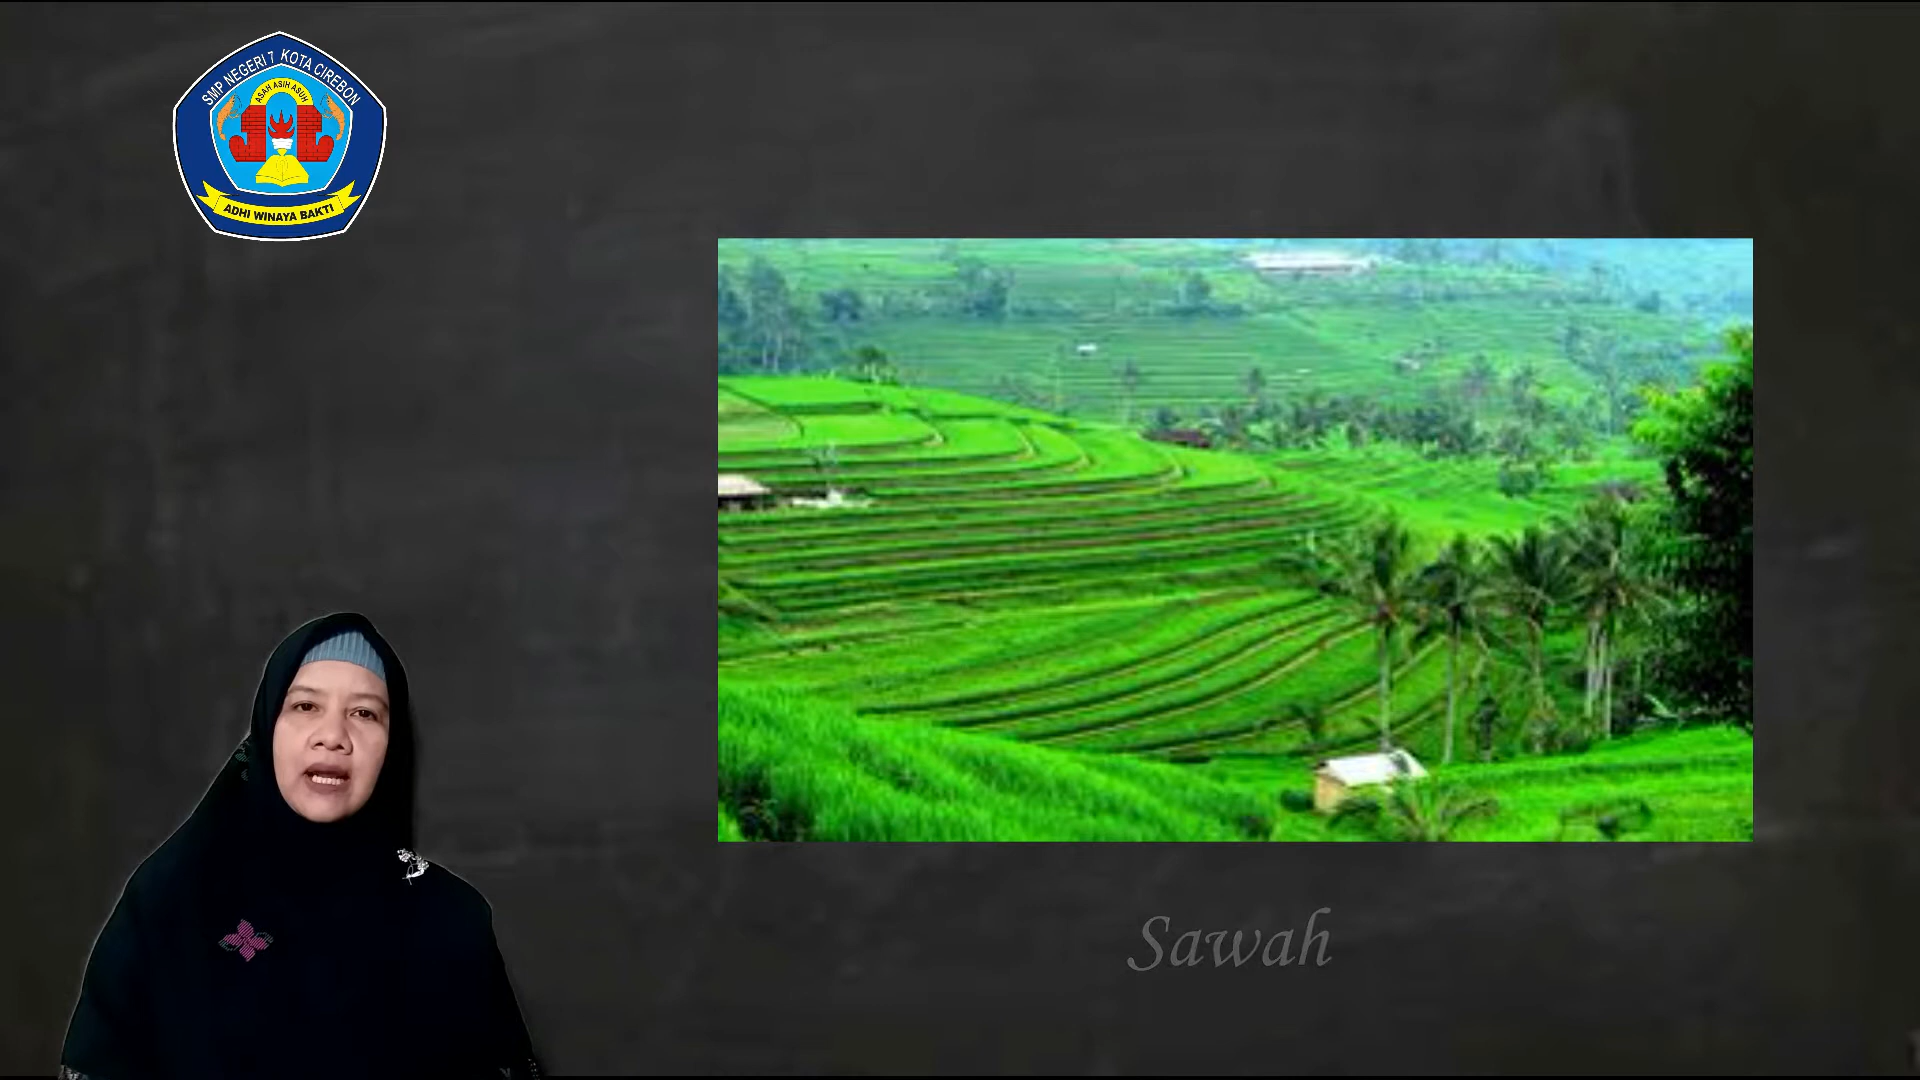 SMP NEGERI 7 KOTA CIREBON
ASAH ASIH ASUH
ADHI WINAYA BAKTI
Sawah